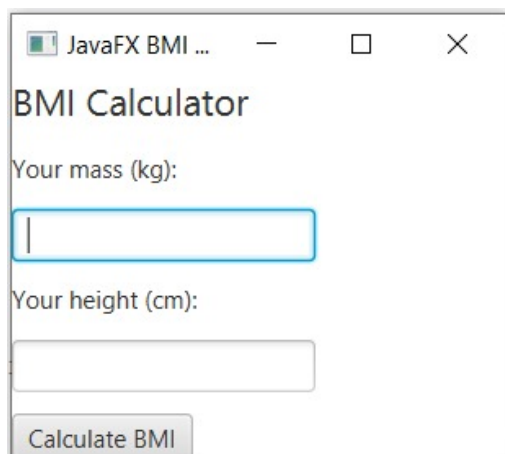 JavaFX BMI ...
BMI Calculator
Your mass (kg):
Your height (cm):
Calculate BMI